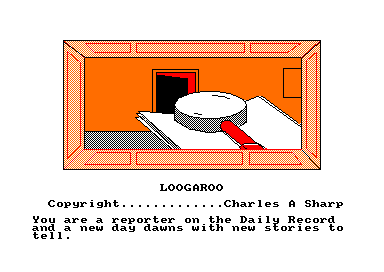 LOOGAROO
Copyright.............Charles A Sharp
You are a reporter on the Daily Record
and a new day dawns with new stories to
tell.